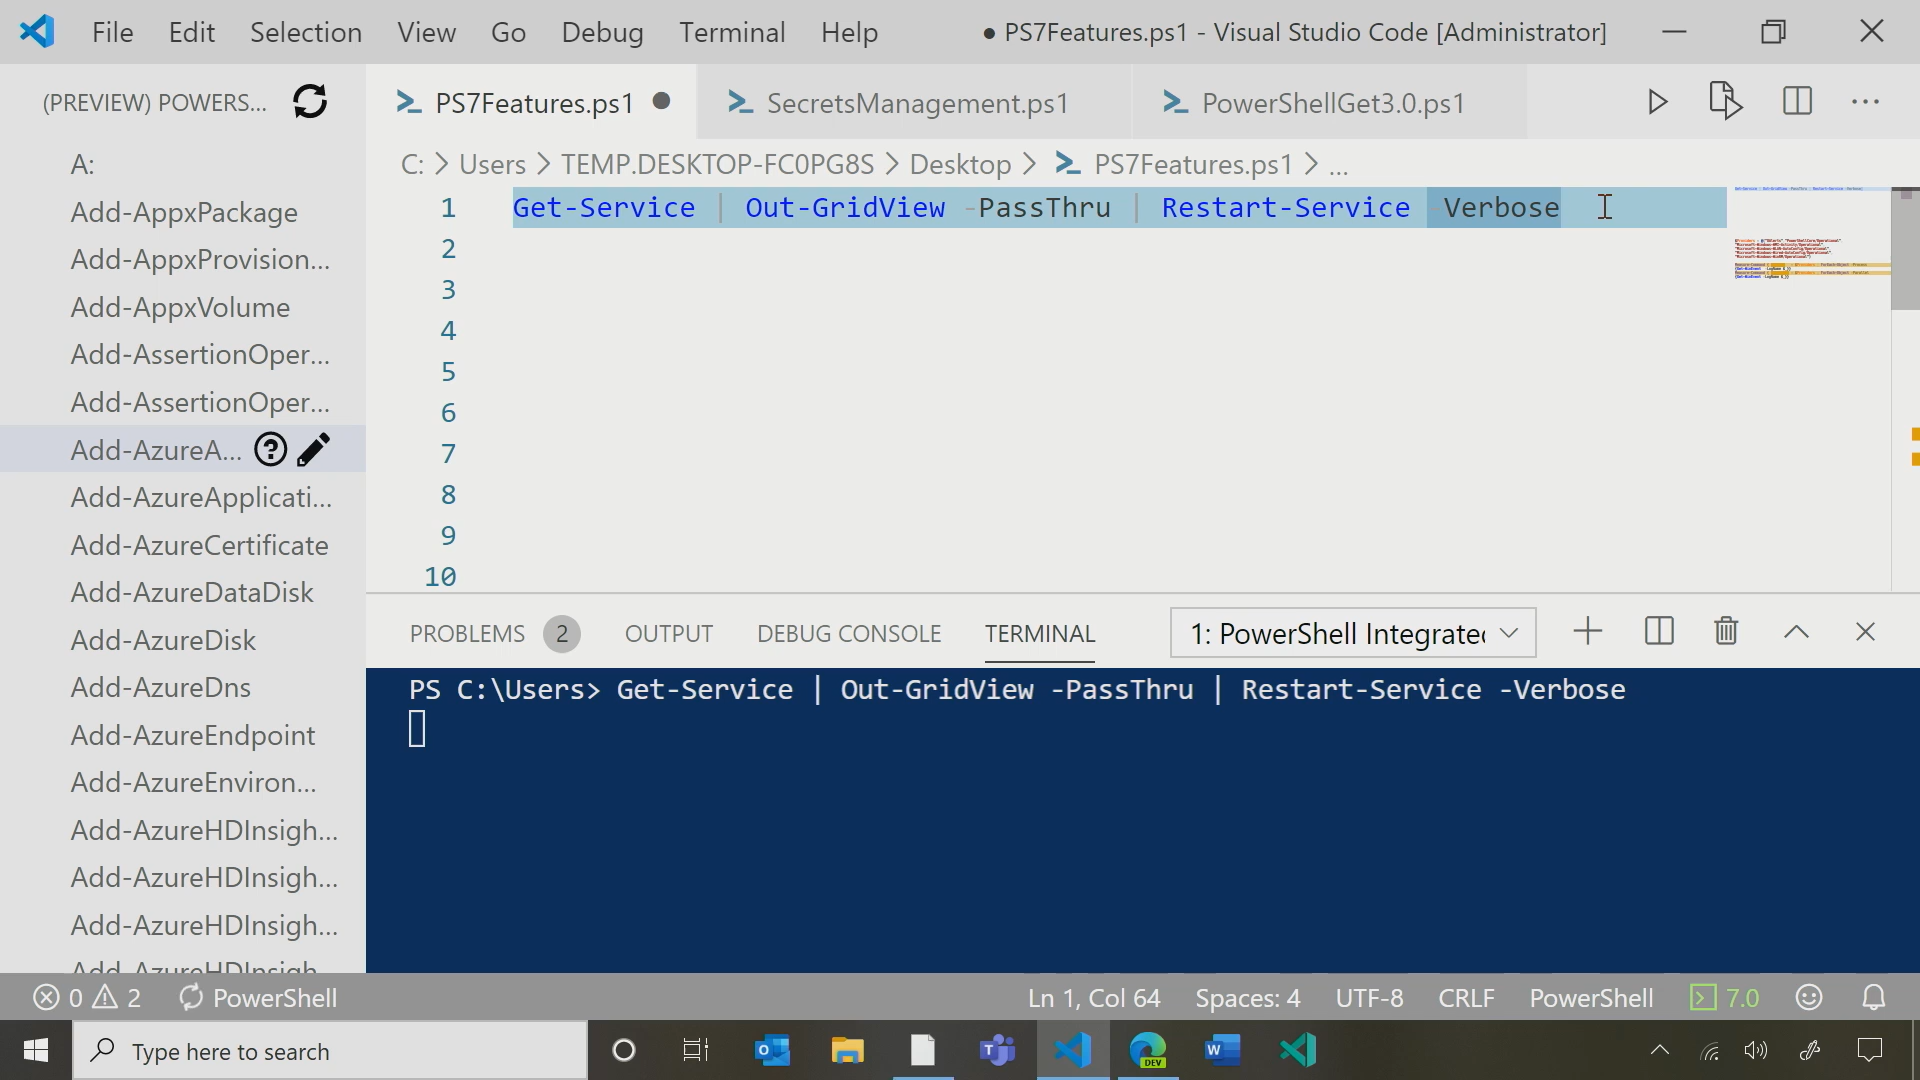 File Edit Selection View Go Debug Terminal Help ● PS7Features.ps1 - Visual Studio Code [Administrator]
(PREVIEW) POWERS...
PS7Features.ps1 SecretsManagement.ps1 PowerShellGet3.0.ps1
C: > Users > TEMP.DESKTOP-FC0PG8S > Desktop > PS7Features.ps1 > ...
A:
Add-AppxPackage
Add-AppxProvision...
Add-AppxVolume
Add-AssertionOper...
Add-AssertionOper...
Add-AzureA...
Add-AzureApplicati...
Add-AzureCertificate
Add-AzureDataDisk
Add-AzureDisk
Add-AzureDns
Add-AzureEndpoint
Add-AzureEnviron...
Add-AzureHDInsigh...
Add-AzureHDInsigh...
Add-AzureHDInsigh...
Add-AzureHDInsigh
1 Get-Service | Out-GridView -PassThru | Restart-Service -Verbose
2
3
4
5
6
7
8
9
10
PROBLEMS 2 OUTPUT DEBUG CONSOLE TERMINAL 1: PowerShell Integrated
PS C:\Users> Get-Service | Out-GridView -PassThru | Restart-Service -Verbose
0 2 PowerShell Ln 1, Col 64 Spaces: 4 UTF-8 CRLF PowerShell 7.0
Type here to search
DEV